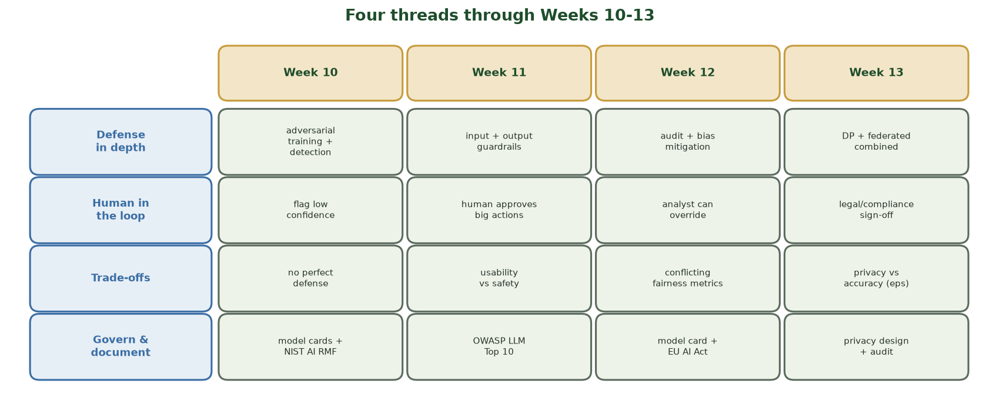 Four threads through Weeks 10-13
Week 10
Week 11
Week 12
Week 13
Defense
in depth
adversarial
training +
detection
input + output
guardrails
audit + bias
mitigation
DP + federated
combined
Human in
the loop
flag low
confidence
human approves
big actions
analyst can
override
legal/compliance
sign-off
Trade-offs
no perfect
defense
usability
vs safety
conflicting
fairness metrics
privacy vs
accuracy (eps)
Govern &
document
model cards +
NIST AI RMF
OWASP LLM
Top 10
model card +
EU AI Act
privacy design
+ audit